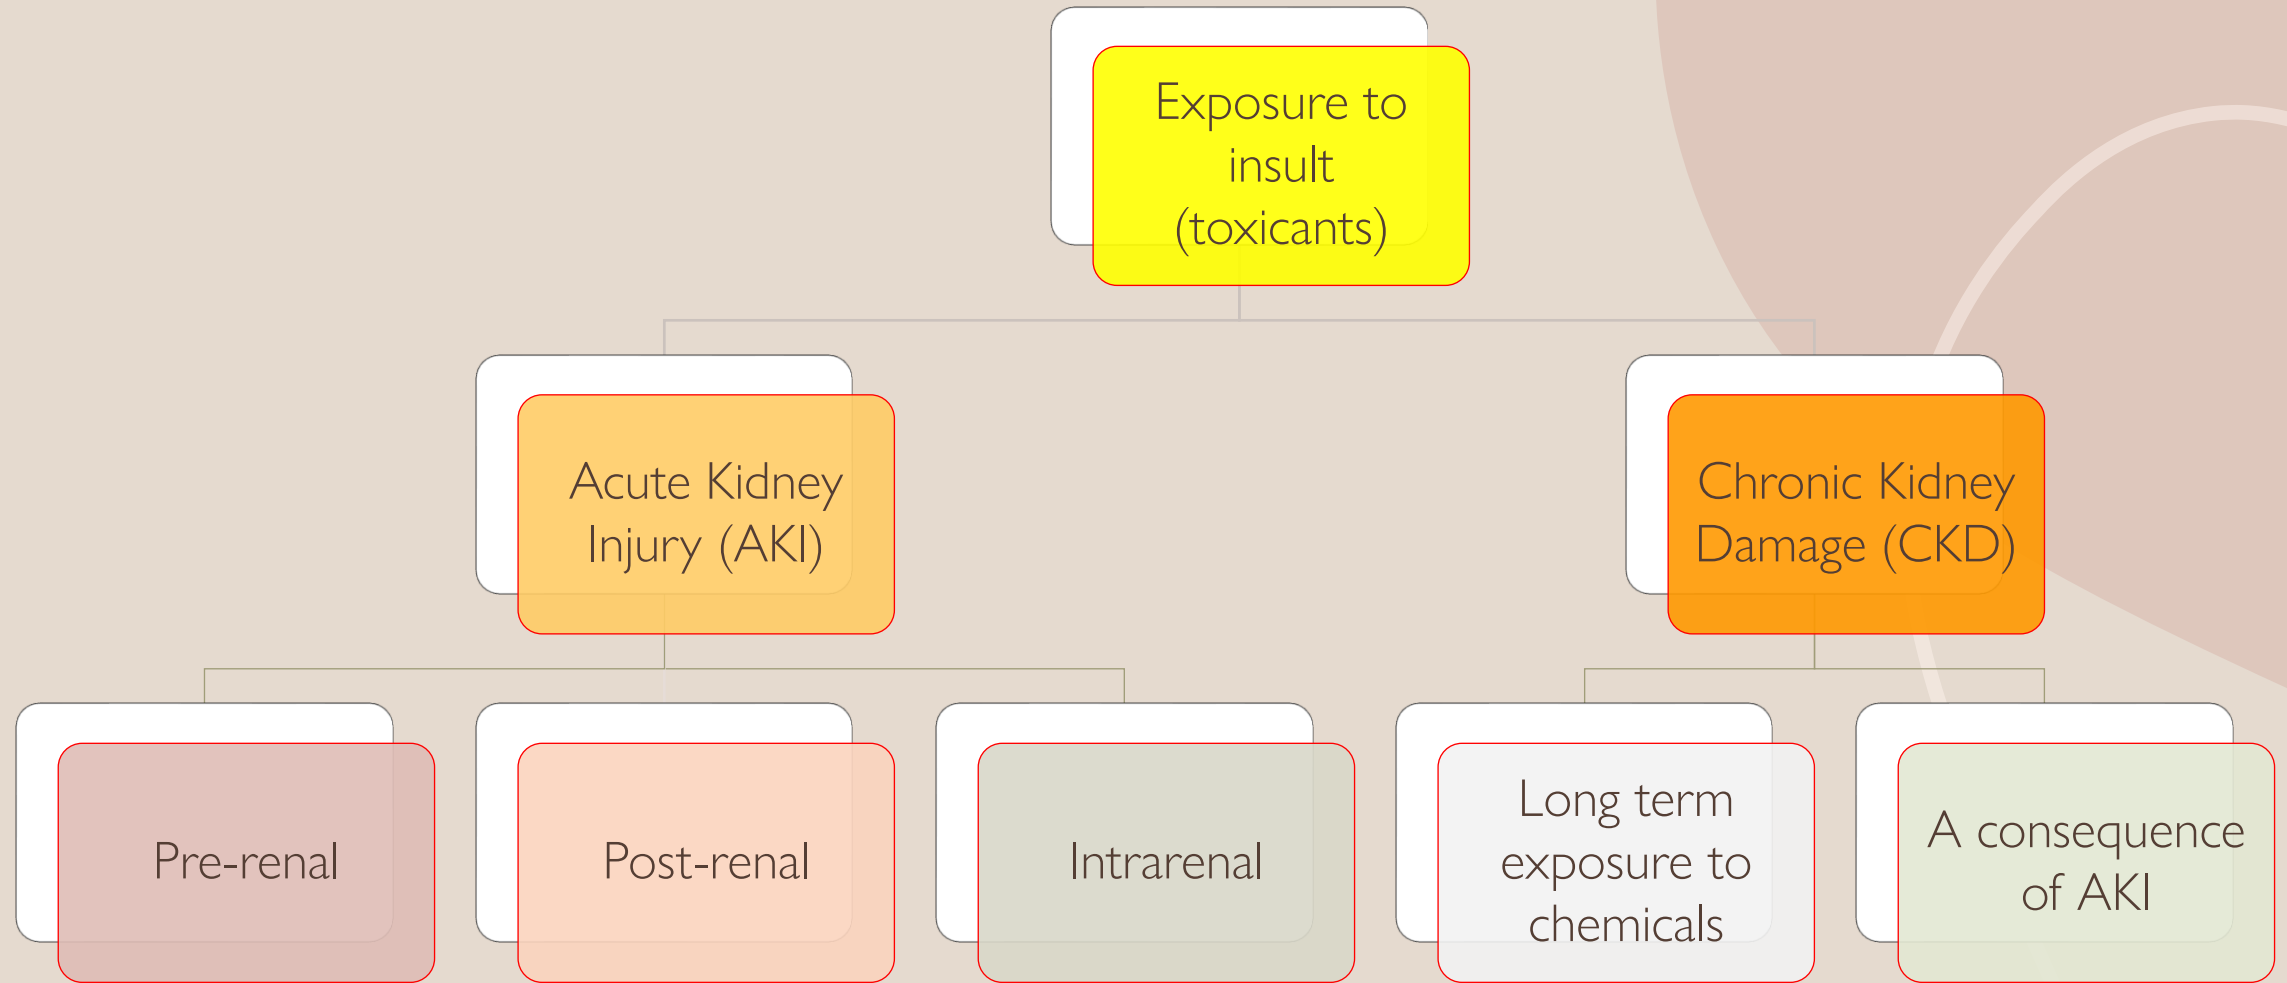 Exposure to
insult
(toxicants)
Acute Kidney
Injury (AKI)
Chronic Kidney
Damage (CKD)
Pre-renal
Post-renal
Intrarenal
Long term
exposure to
chemicals
A consequence
of AKI